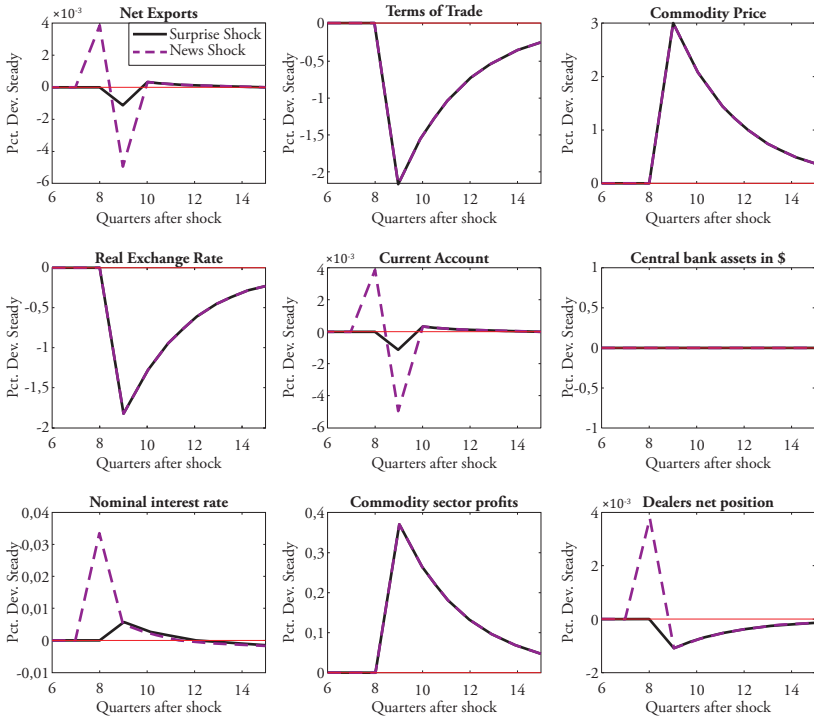 Net Exports
×10⁻³
Pct. Dev. Steady
4
2
0
-2
-4
-6
Surprise Shock
News Shock
6 8 10 12 14
Quarters after shock
Terms of Trade
Pct. Dev. Steady
0
-0,5
-1
-1,5
-2
6 8 10 12 14
Quarters after shock
Commodity Price
Pct. Dev. Steady
3
2
1
0
6 8 10 12 14
Quarters after shock
Real Exchange Rate
Pct. Dev. Steady
0
-0,5
-1
-1,5
-2
6 8 10 12 14
Quarters after shock
Current Account
×10⁻³
Pct. Dev. Steady
4
2
0
-2
-4
-6
6 8 10 12 14
Quarters after shock
Central bank assets in $
Pct. Dev. Steady
1
0,5
0
-0,5
-1
6 8 10 12 14
Quarters after shock
Nominal interest rate
Pct. Dev. Steady
0,04
0,04
0,03
0,02
0,01
0
-0,01
6 8 10 12 14
Quarters after shock
Commodity sector profits
Pct. Dev. Steady
0,4
0,3
0,2
0,1
0
6 8 10 12 14
Quarters after shock
Dealers net position
×10⁻³
Pct. Dev. Steady
4
2
0
-2
6 8 10 12 14
Quarters after shock